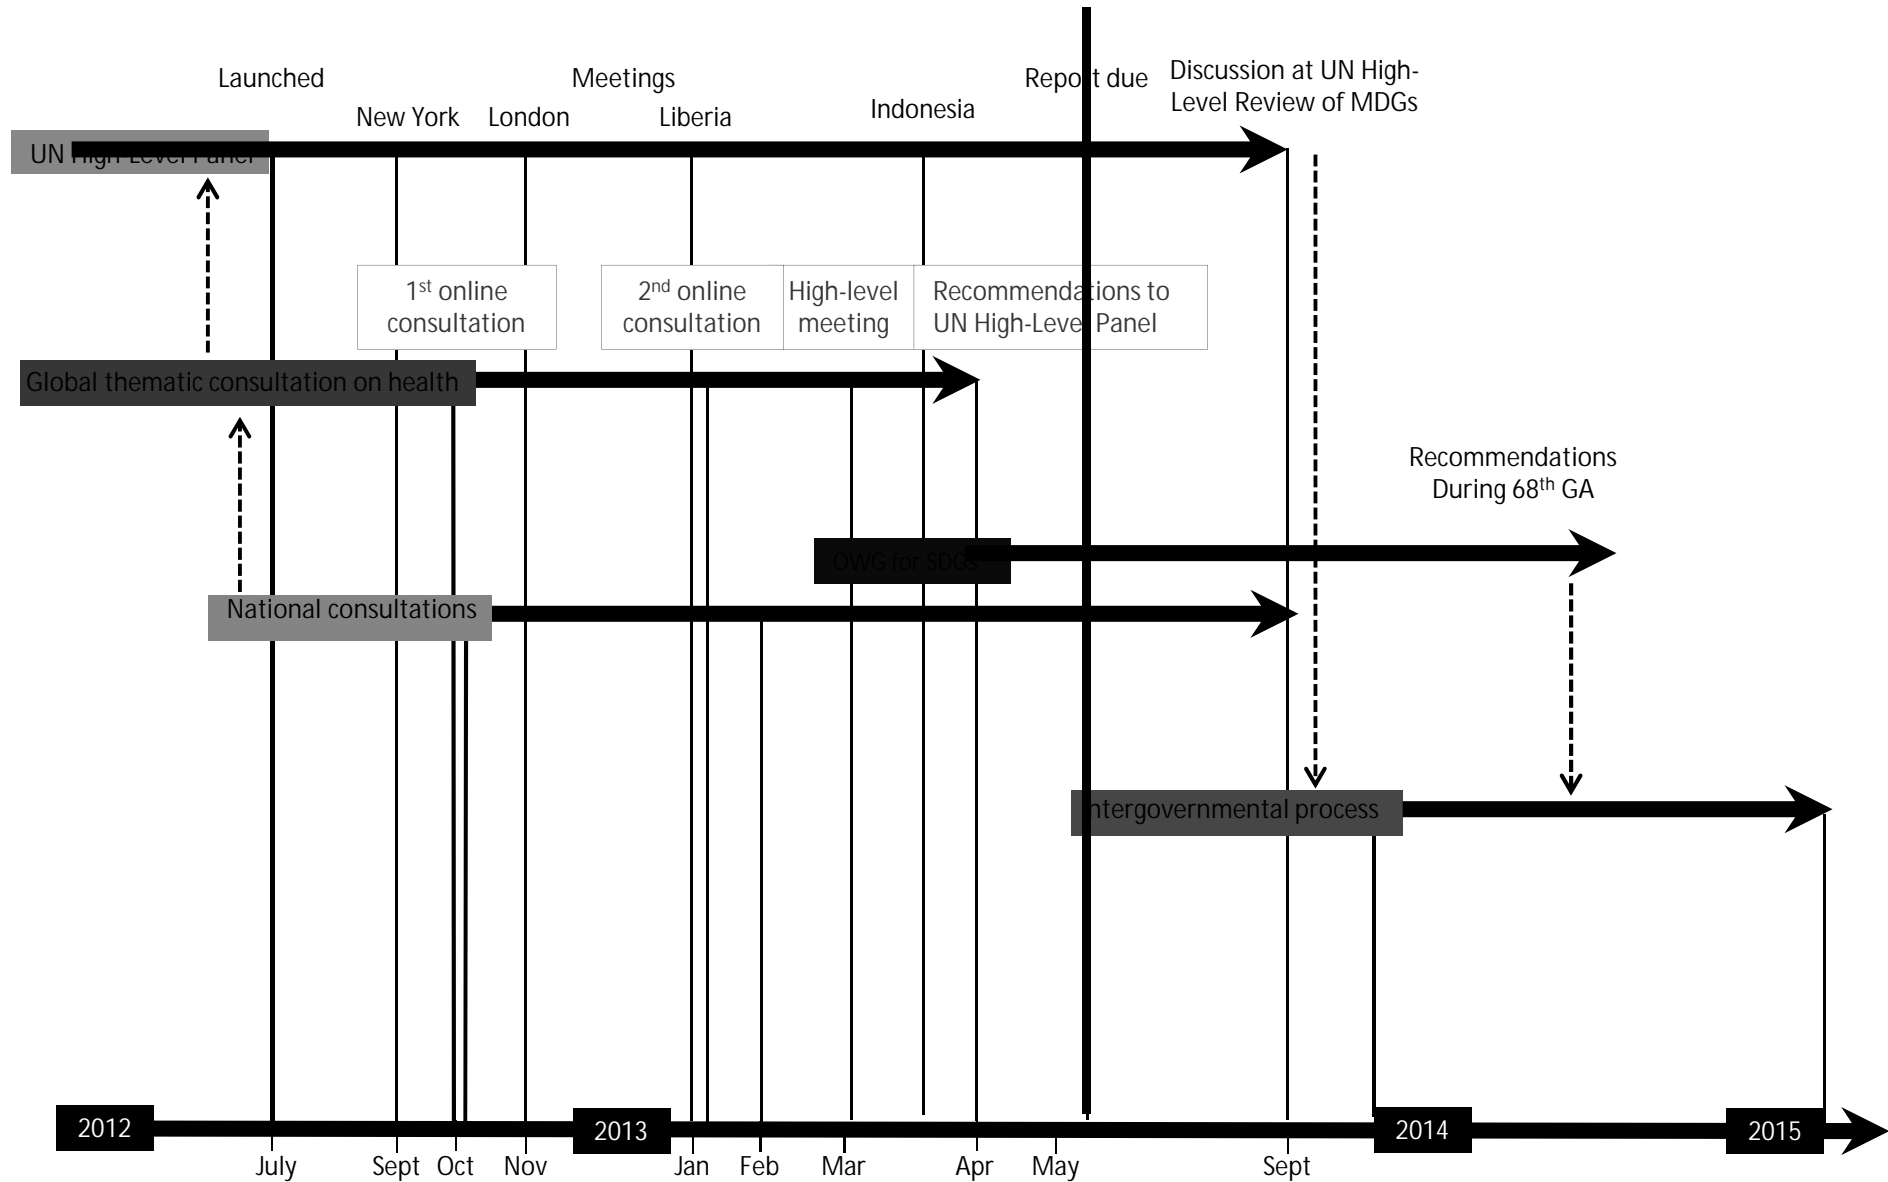 Launched
Meetings
Report due
Discussion at UN High-
Level Review of MDGs
New York
London
Liberia
Indonesia
UN High-Level Panel
1st online
consultation
2nd online
consultation
High-level
meeting
Recommendations to
UN High-Level Panel
Global thematic consultation on health
Recommendations
During 68th GA
OWG for SDGs
National consultations
Intergovernmental process
2012
2013
2014
2015
July
Sept
Oct
Nov
Jan
Feb
Mar
Apr
May
Sept